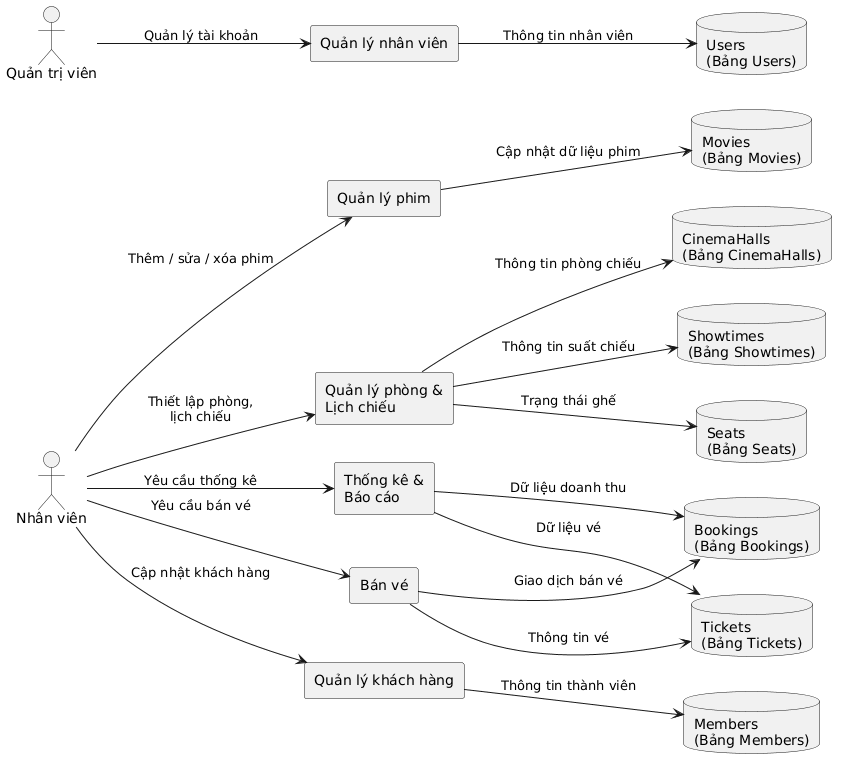 Quản trị viên
Quản lý tài khoản
Quản lý nhân viên
Thông tin nhân viên
Users
(Bảng Users)
Cập nhật dữ liệu phim
Movies
(Bảng Movies)
Quản lý phim
Thêm / sửa / xóa phim
Thông tin phòng chiếu
CinemaHalls
(Bảng CinemaHalls)
Thông tin suất chiếu
Showtimes
(Bảng Showtimes)
Thiết lập phòng,
lịch chiếu
Quản lý phòng &
Lịch chiếu
Trạng thái ghế
Seats
(Bảng Seats)
Nhân viên
Yêu cầu thống kê
Thống kê &
Báo cáo
Dữ liệu doanh thu
Dữ liệu vé
Bookings
(Bảng Bookings)
Yêu cầu bán vé
Bán vé
Giao dịch bán vé
Thông tin vé
Tickets
(Bảng Tickets)
Cập nhật khách hàng
Quản lý khách hàng
Thông tin thành viên
Members
(Bảng Members)